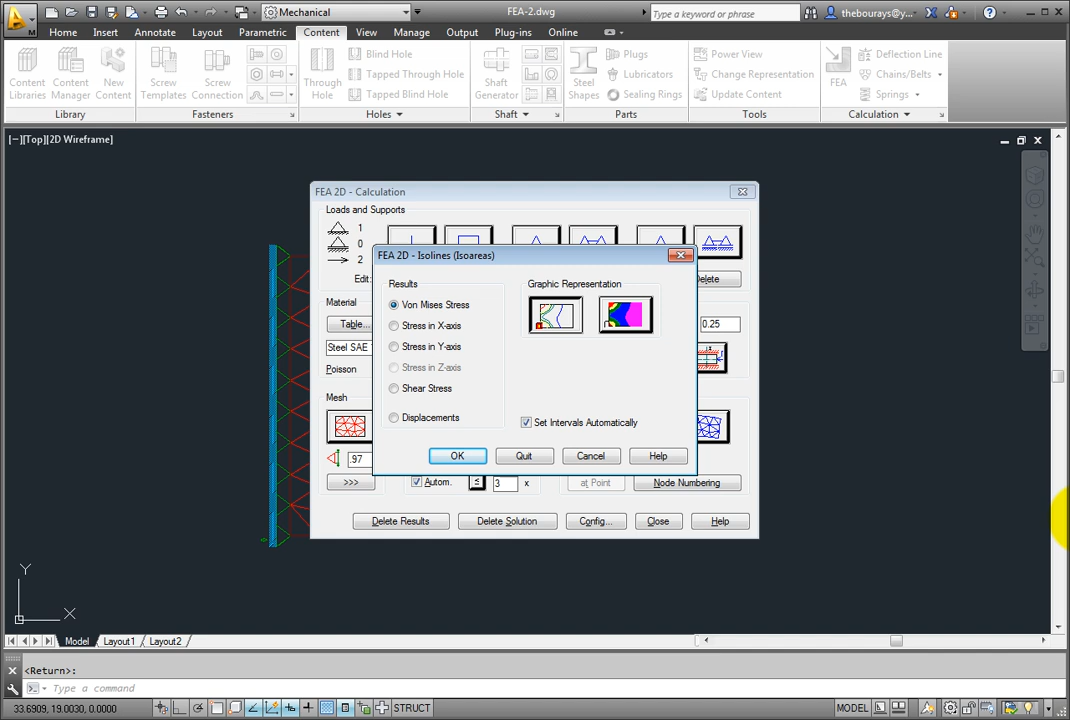 Mechanical
FEA-2.dwg
Type a keyword or phrase
thebourays@y...
Home Insert Annotate Layout Parametric Content View Manage Output Plug-ins Online
Content Libraries
Content Manager
New Content
Library
Screw Templates
Screw Connection
Fasteners
Through Hole
Blind Hole
Tapped Through Hole
Tapped Blind Hole
Holes
Shaft Generator
Shaft
Steel Shapes
Plugs
Lubricators
Sealing Rings
Parts
Power View
Change Representation
Update Content
Tools
FEA
Deflection Line
Chains/Belts
Springs
Calculation
[−][Top][2D Wireframe]
FEA 2D - Calculation
Loads and Supports
1
0
2
Edit:
Delete
Material
Table...
0.25
Steel SAE
Poisson
Mesh
.97
>>>
Autom. ≤ 3 x
at Point
Node Numbering
Delete Results Delete Solution Config... Close Help
FEA 2D - Isolines (Isoareas)
Results
Von Mises Stress
Stress in X-axis
Stress in Y-axis
Stress in Z-axis
Shear Stress
Displacements
Graphic Representation
Set Intervals Automatically
OK Quit Cancel Help
Y
X
Model Layout1 Layout2
<Return>:
Type a command
33.6909, 19.0030, 0.0000
STRUCT
MODEL